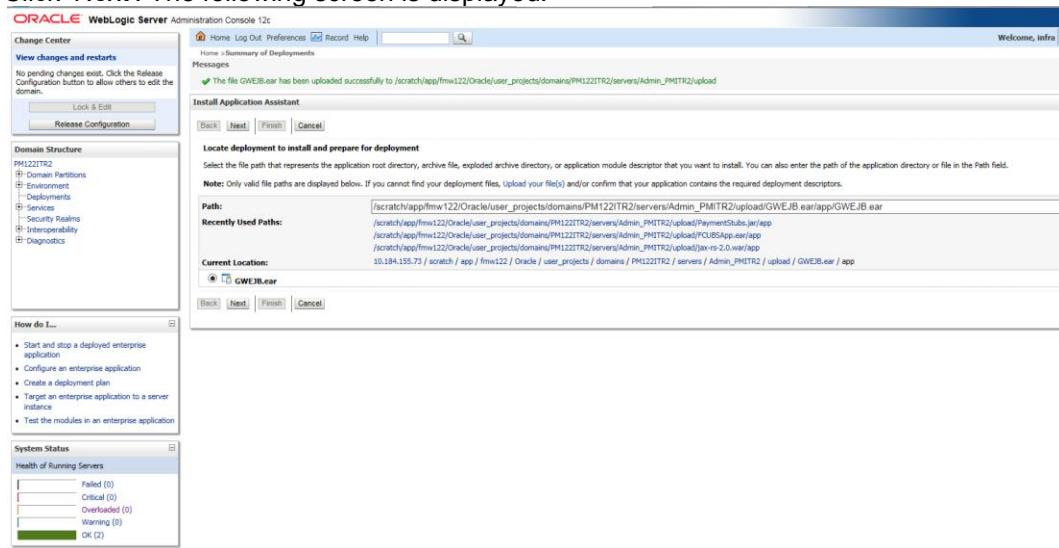 Click 'Next'. The following screen is displayed:
ORACLE WebLogic Server Administration Console 12c
Change Center
View changes and restarts
No pending changes exist. Click the Release
Configuration button to allow others to edit the
domain.
Lock & Edit
Release Configuration
Domain Structure
PM122ITR2
Domain Partitions
Environment
Deployments
Services
Security Realms
Interoperability
Diagnostics
How do I...
Start and stop a deployed enterprise
application
Configure an enterprise application
Create a deployment plan
Target an enterprise application to a server
instance
Test the modules in an enterprise application
System Status
Health of Running Servers
Failed (0)
Critical (0)
Overloaded (0)
Warning (0)
OK (2)
Home Log Out Preferences Record Help
Welcome, infra
Home >Summary of Deployments
Messages
The file GWEJB.ear has been uploaded successfully to /scratch/app/fmw122/Oracle/user_projects/domains/PM122ITR2/servers/Admin_PMITR2/upload
Install Application Assistant
Back Next Finish Cancel
Locate deployment to install and prepare for deployment
Select the file path that represents the application root directory, archive file, exploded archive directory, or application module descriptor that you want to install. You can also enter the path of the application directory or file in the Path field.
Note: Only valid file paths are displayed below. If you cannot find your deployment files, Upload your file(s) and/or confirm that your application contains the required deployment descriptors.
Path: /scratch/app/fmw122/Oracle/user_projects/domains/PM122ITR2/servers/Admin_PMITR2/upload/GWEJB.ear/app/GWEJB.ear
Recently Used Paths: /scratch/app/fmw122/Oracle/user_projects/domains/PM122ITR2/servers/Admin_PMITR2/upload/PaymentStubs.jar/app
/scratch/app/fmw122/Oracle/user_projects/domains/PM122ITR2/servers/Admin_PMITR2/upload/FCUBSApp.ear/app
/scratch/app/fmw122/Oracle/user_projects/domains/PM122ITR2/servers/Admin_PMITR2/upload/jax-rs-2.0.war/app
Current Location: 10.184.155.73 / scratch / app / fmw122 / Oracle / user_projects / domains / PM122ITR2 / servers / Admin_PMITR2 / upload / GWEJB.ear / app
GWEJB.ear
Back Next Finish Cancel